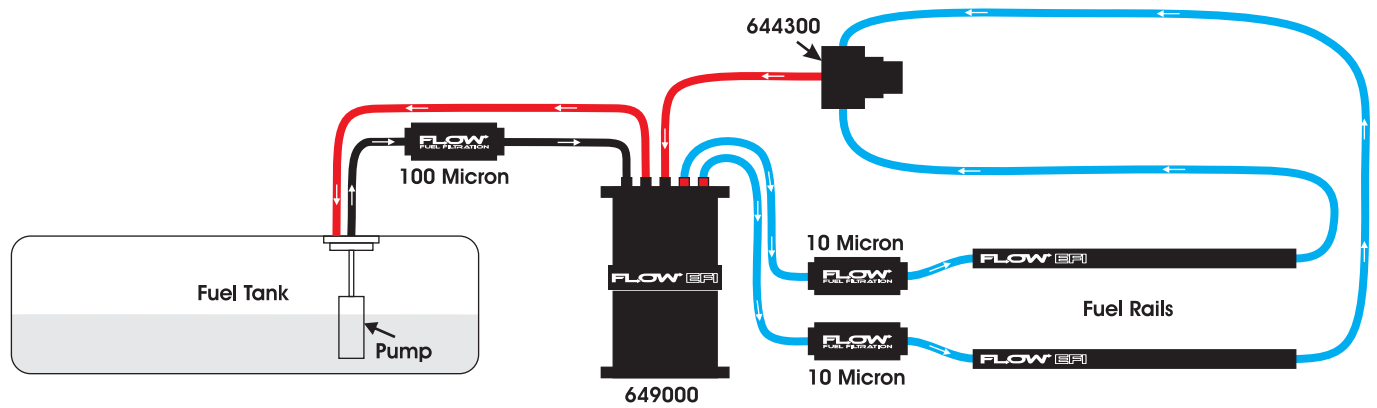 644300
FLOW
FUEL FILTRATION
100 Micron
Fuel Tank
Pump
FLOW EFI
649000
10 Micron
FLOW
FUEL FILTRATION
FLOW
FUEL FILTRATION
10 Micron
FLOW EFI
Fuel Rails
FLOW EFI